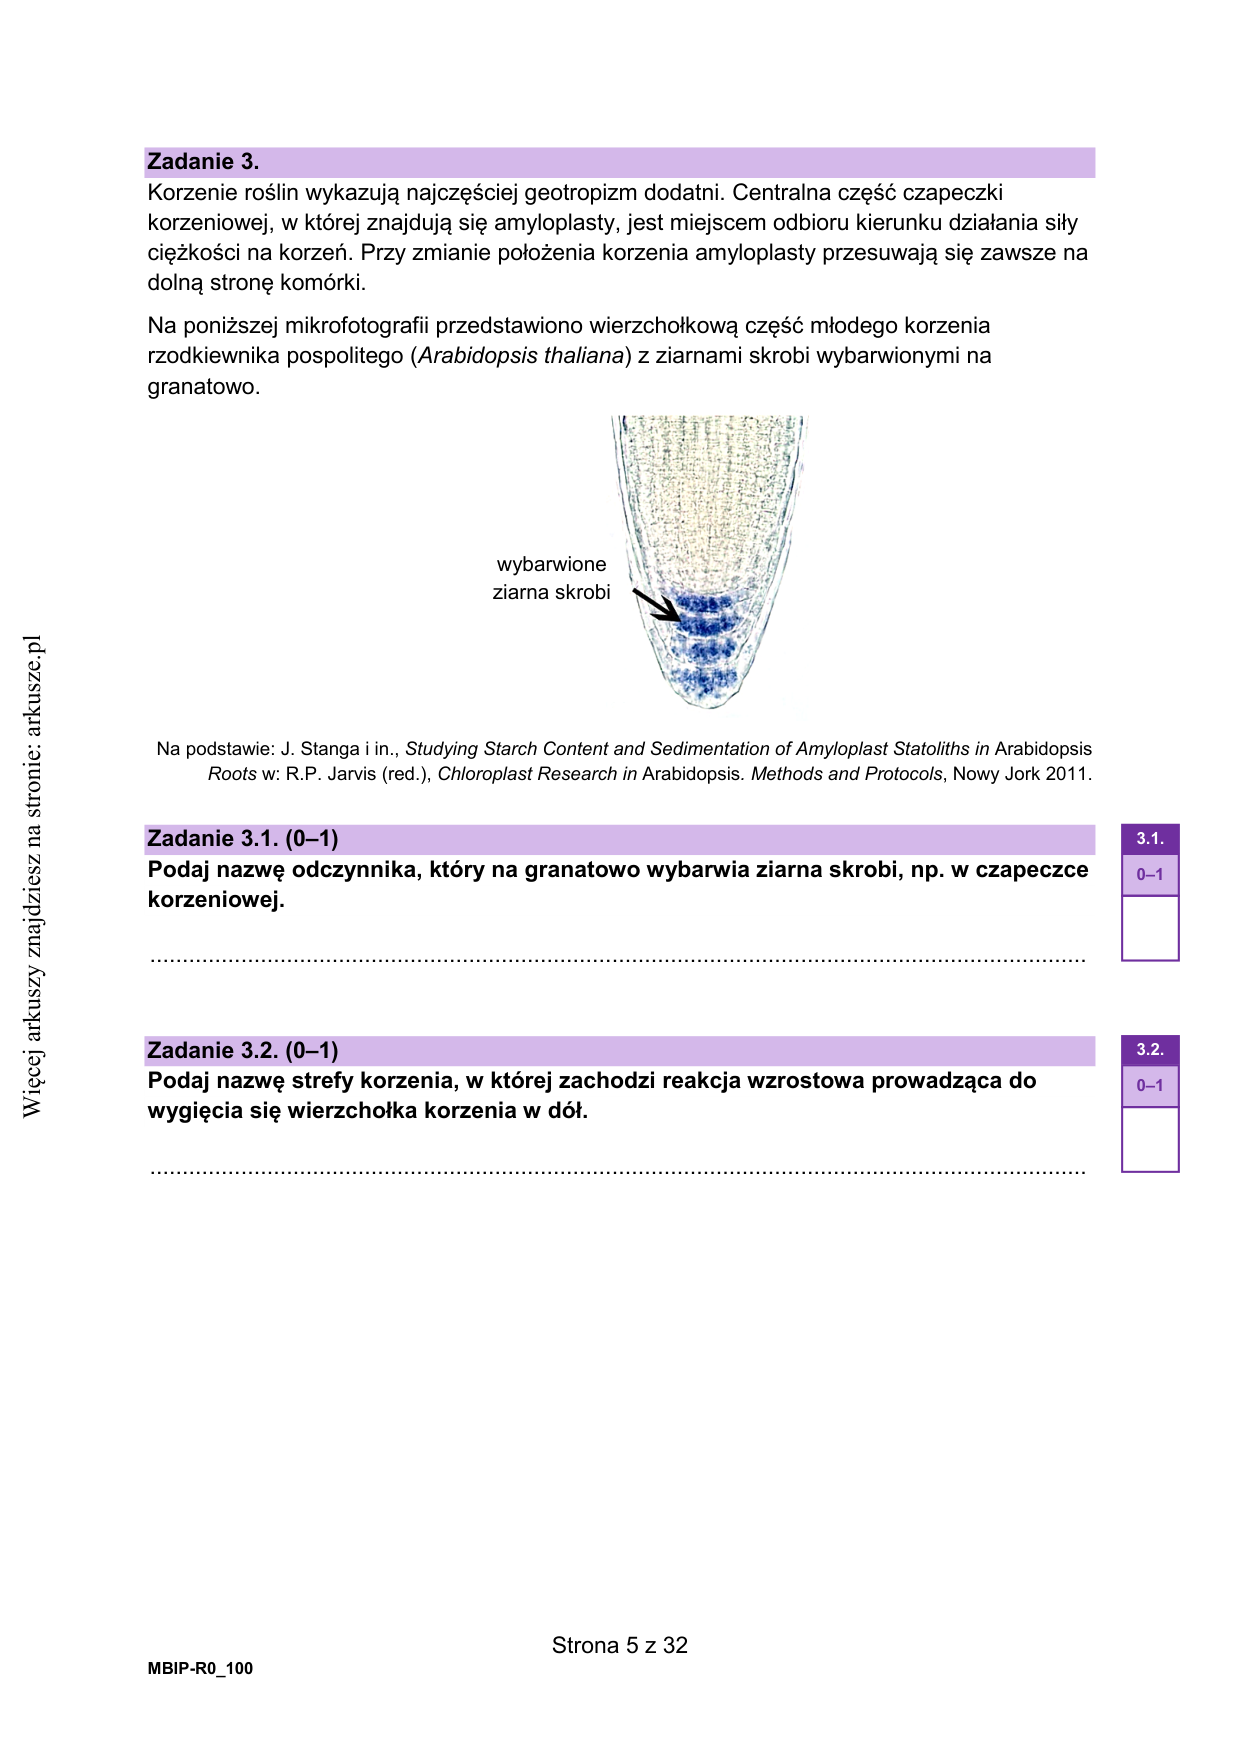 Zadanie 3.
Korzenie roślin wykazują najczęściej geotropizm dodatni. Centralna część czapeczki
korzeniowej, w której znajdują się amyloplasty, jest miejscem odbioru kierunku działania siły
ciężkości na korzeń. Przy zmianie położenia korzenia amyloplasty przesuwają się zawsze na
dolną stronę komórki.
Na poniższej mikrofotografii przedstawiono wierzchołkową część młodego korzenia
rzodkiewnika pospolitego (Arabidopsis thaliana) z ziarnami skrobi wybarwionymi na
granatowo.
wybarwione
ziarna skrobi
Na podstawie: J. Stanga i in., Studying Starch Content and Sedimentation of Amyloplast Statoliths in Arabidopsis
Roots w: R.P. Jarvis (red.), Chloroplast Research in Arabidopsis. Methods and Protocols, Nowy Jork 2011.
Zadanie 3.1. (0–1)
Podaj nazwę odczynnika, który na granatowo wybarwia ziarna skrobi, np. w czapeczce
korzeniowej.
3.1.
0–1
Zadanie 3.2. (0–1)
Podaj nazwę strefy korzenia, w której zachodzi reakcja wzrostowa prowadząca do
wygięcia się wierzchołka korzenia w dół.
3.2.
0–1
Więcej arkuszy znajdziesz na stronie: arkusze.pl
Strona 5 z 32
MBIP-R0_100